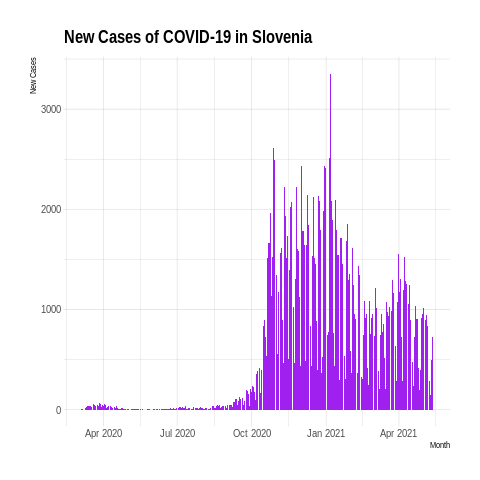 New Cases of COVID-19 in Slovenia
New Cases
3000
2000
1000
0
Apr 2020 Jul 2020 Oct 2020 Jan 2021 Apr 2021
Month